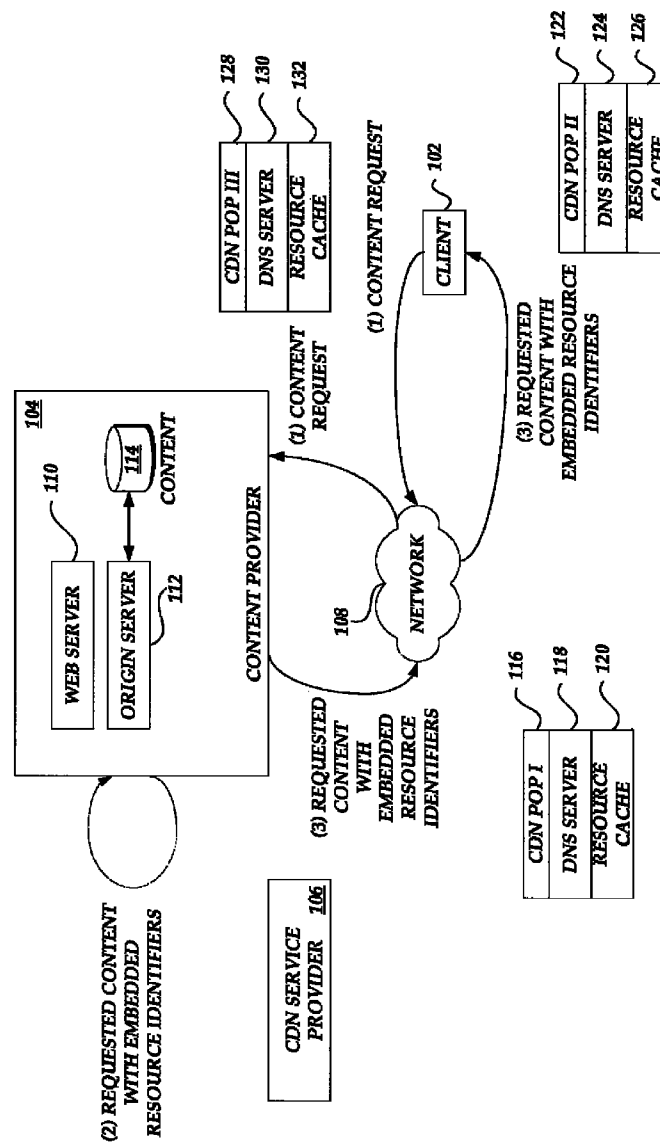 (2) REQUESTED CONTENT
WITH EMBEDDED
RESOURCE IDENTIFIERS
104
WEB SERVER
110
ORIGIN SERVER
112
114
CONTENT
CONTENT PROVIDER
CDN SERVICE
PROVIDER
106
(3) REQUESTED
CONTENT
WITH
EMBEDDED
RESOURCE
IDENTIFIERS
(1) CONTENT
REQUEST
CDN POP III
DNS SERVER
RESOURCE
CACHE
128
130
132
108
NETWORK
(1) CONTENT REQUEST
102
CLIENT
(3) REQUESTED
CONTENT WITH
EMBEDDED RESOURCE
IDENTIFIERS
CDN POP I
DNS SERVER
RESOURCE
CACHE
116
118
120
CDN POP II
DNS SERVER
RESOURCE
CACHE
122
124
126